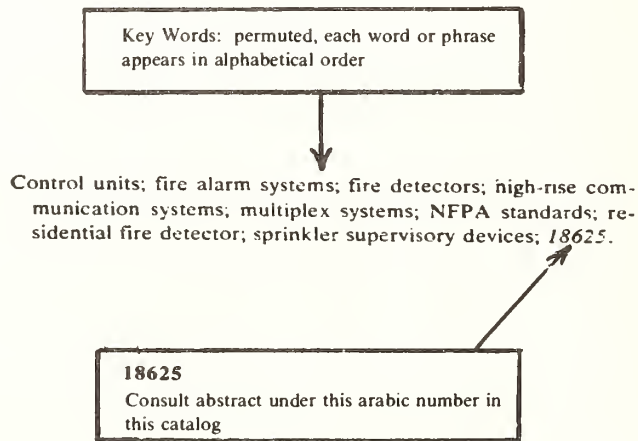 Key Words: permuted, each word or phrase
appears in alphabetical order
Control units; fire alarm systems; fire detectors; high-rise com-
munication systems; multiplex systems; NFPA standards; re-
sidential fire detector; sprinkler supervisory devices; 18625.
18625
Consult abstract under this arabic number in
this catalog